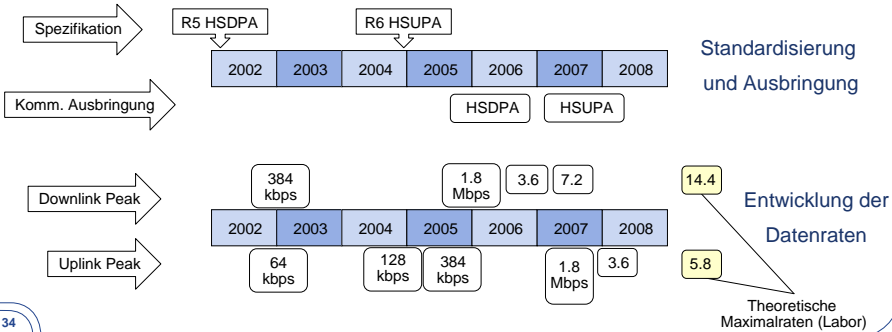 Spezifikation
R5 HSDPA
R6 HSUPA
2002 2003 2004 2005 2006 2007 2008
Standardisierung
und Ausbringung
Komm. Ausbringung
HSDPA
HSUPA
Downlink Peak
384
kbps
1.8
Mbps
3.6
7.2
14.4
2002 2003 2004 2005 2006 2007 2008
Entwicklung der
Datenraten
Uplink Peak
64
kbps
128
kbps
384
kbps
1.8
Mbps
3.6
5.8
Theoretische
Maximalraten (Labor)
34